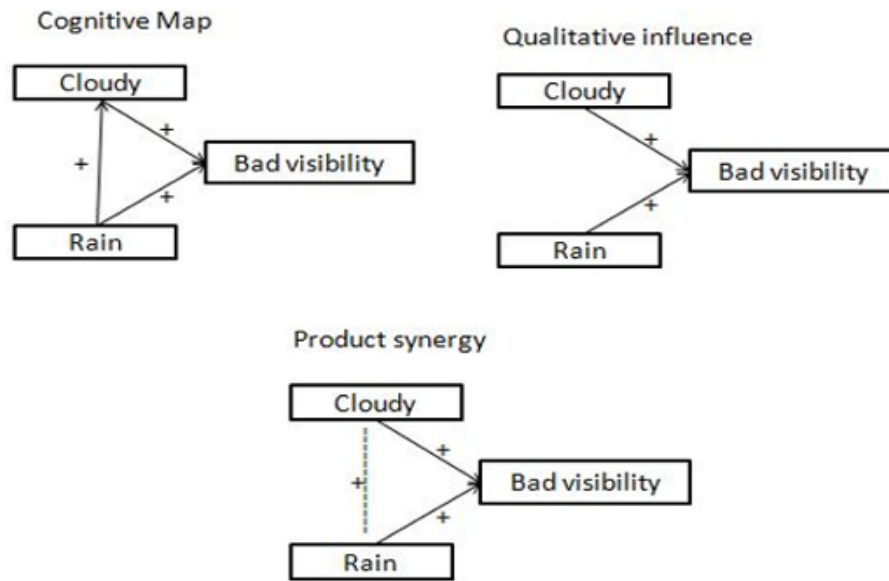 Cognitive Map
Cloudy
+
+
Bad visibility
+
Rain
Qualitative influence
Cloudy
+
Bad visibility
+
Rain
Product synergy
Cloudy
+
+
Bad visibility
+
Rain